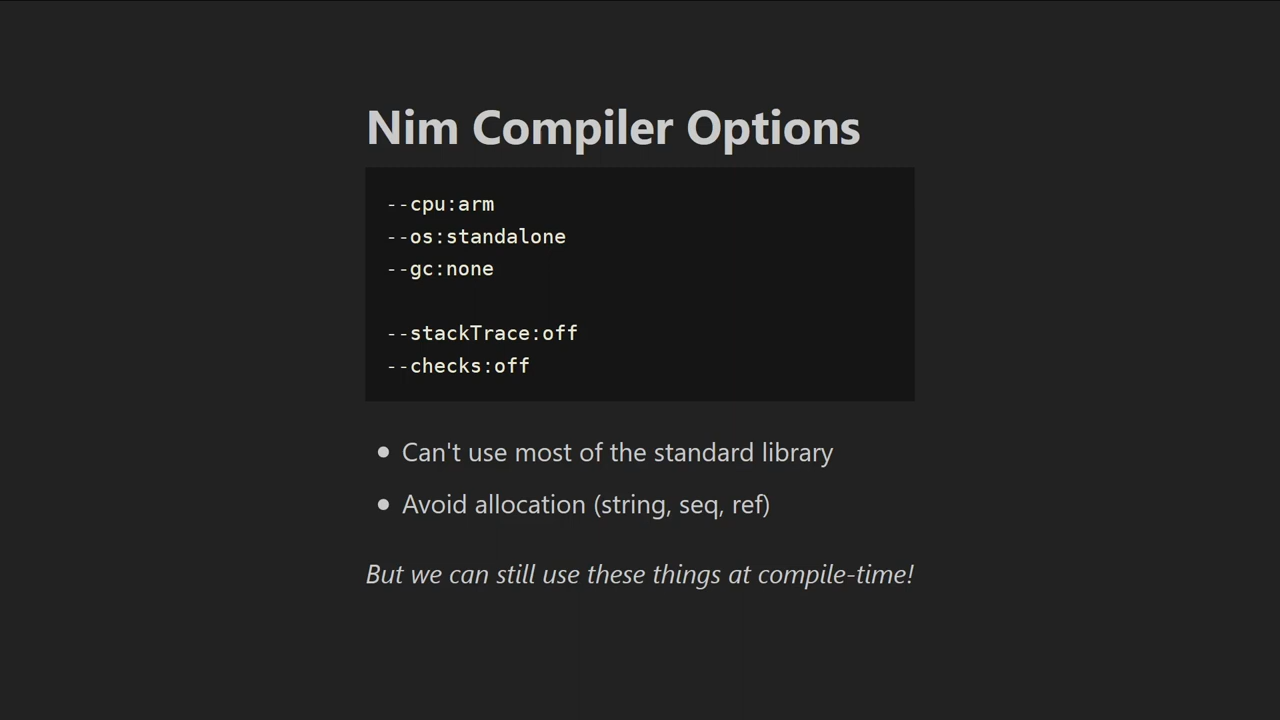 Nim Compiler Options
--cpu:arm
--os:standalone
--gc:none
--stackTrace:off
--checks:off
Can't use most of the standard library
Avoid allocation (string, seq, ref)
But we can still use these things at compile-time!